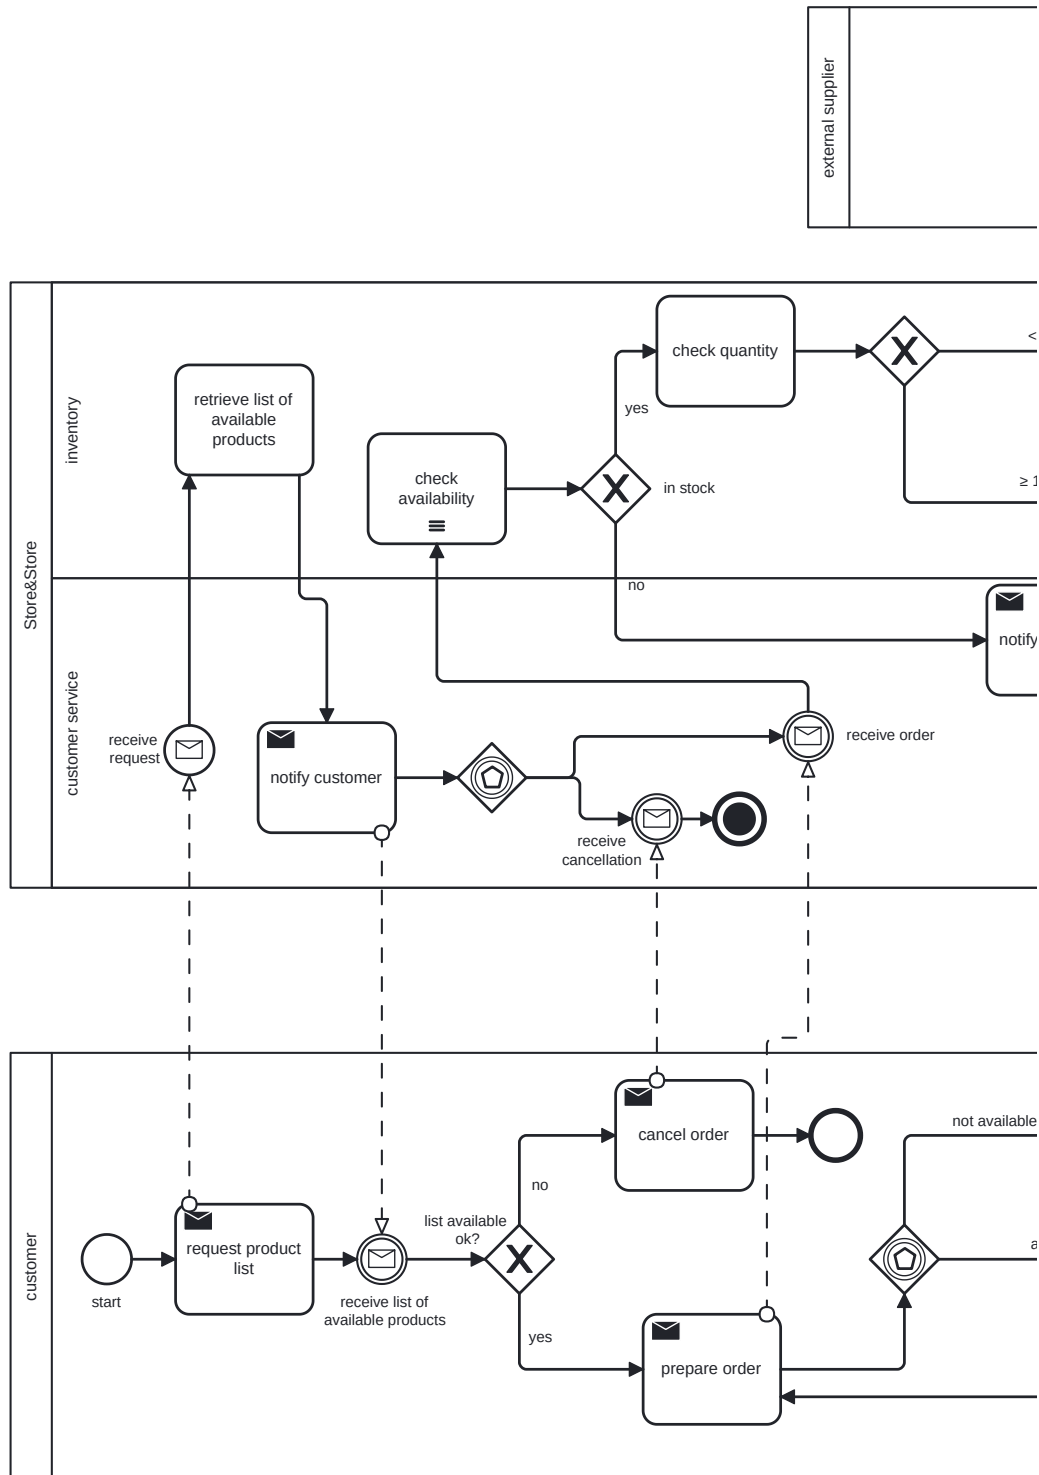 external supplier
Store&Store
inventory
customer service
retrieve list of
available
products
check
availability
check quantity
yes
in stock
no
<
≥ 1
notify
receive
request
notify customer
receive order
receive
cancellation
customer
start
request product
list
receive list of
available products
list available
ok?
no
yes
cancel order
prepare order
not available
a